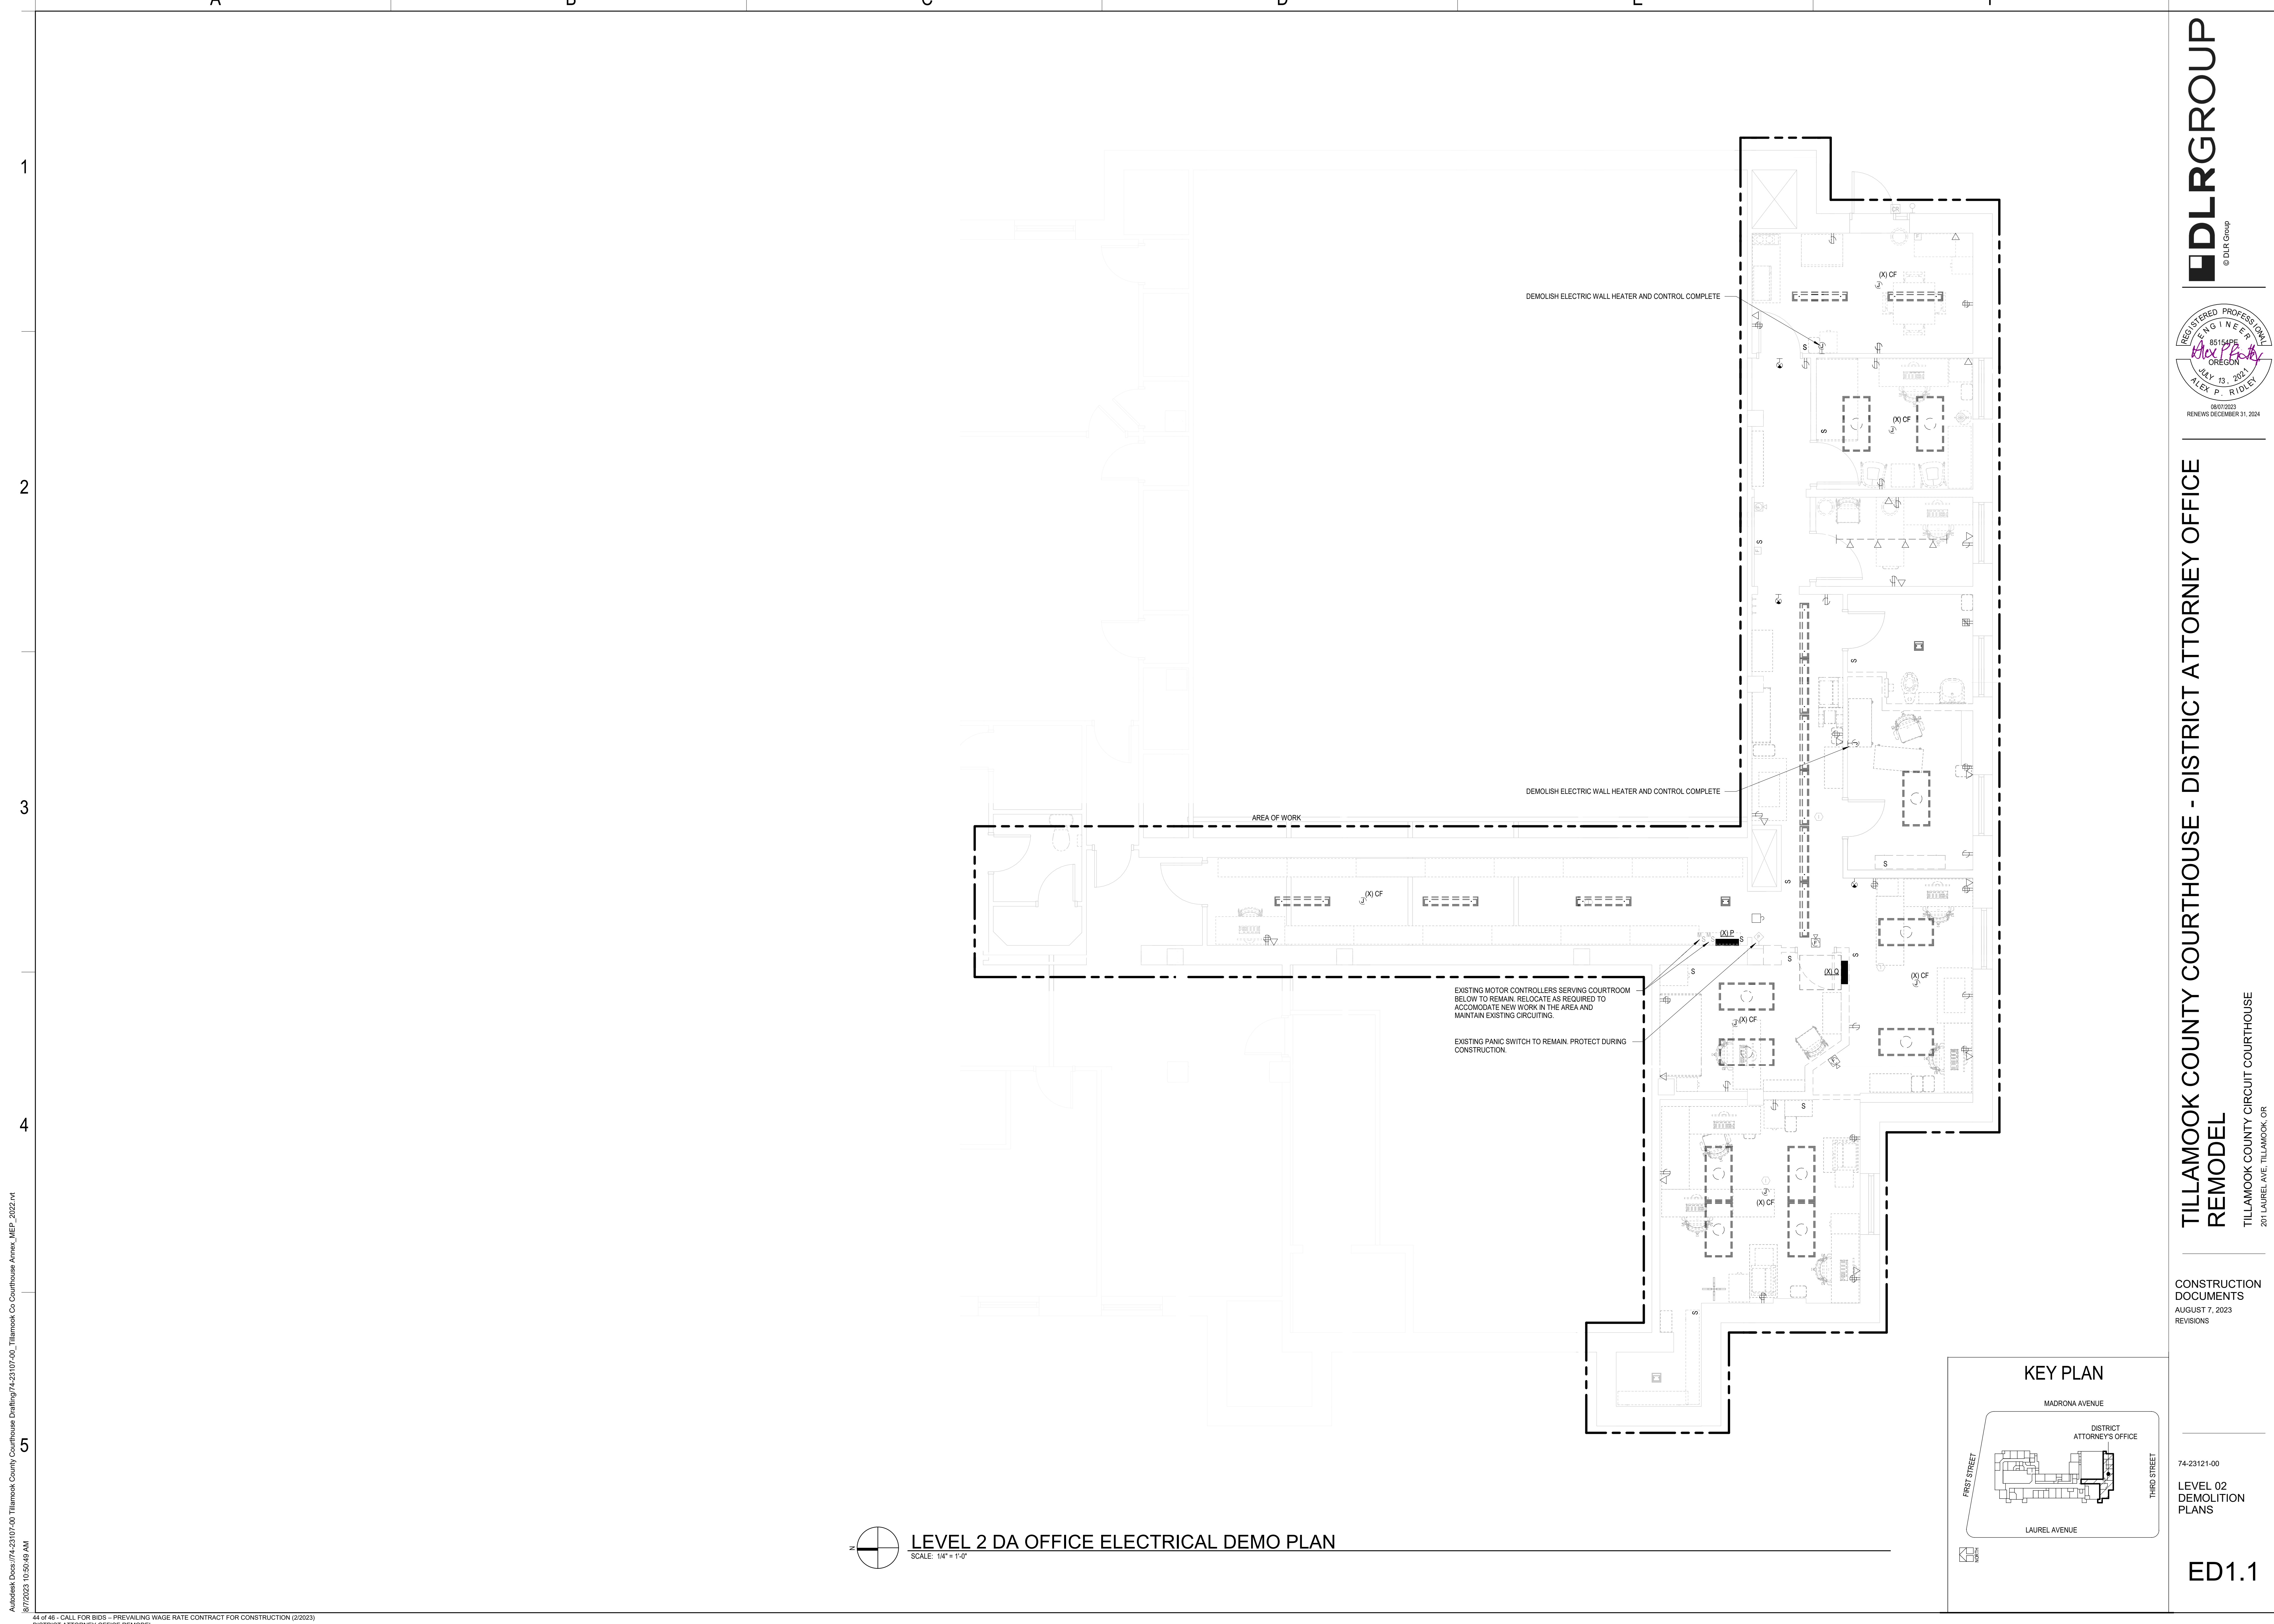 A
B
C
D
E
1
2
3
4
5
DEMOLISH ELECTRIC WALL HEATER AND CONTROL COMPLETE
(X) CF
S
(X) CF
S
S
S
DEMOLISH ELECTRIC WALL HEATER AND CONTROL COMPLETE
AREA OF WORK
S
S
(X) CF
(X) P
S
S
S
(X) Q
(X) CF
S
EXISTING MOTOR CONTROLLERS SERVING COURTROOM
BELOW TO REMAIN. RELOCATE AS REQUIRED TO
ACCOMODATE NEW WORK IN THE AREA AND
MAINTAIN EXISTING CIRCUITING.
(X) CF
EXISTING PANIC SWITCH TO REMAIN. PROTECT DURING
CONSTRUCTION.
S
(X) CF
S
N
LEVEL 2 DA OFFICE ELECTRICAL DEMO PLAN
SCALE: 1/4" = 1'-0"
KEY PLAN
MADRONA AVENUE
DISTRICT
ATTORNEY'S OFFICE
FIRST STREET
THIRD STREET
LAUREL AVENUE
NORTH
DLRGROUP
© DLR Group
REGISTERED PROFESSIONAL
ENGINEER
85154PE
OREGON
JULY 13, 2021
ALEX P. RIDLEY
08/07/2023
RENEWS DECEMBER 31, 2024
TILLAMOOK COUNTY COURTHOUSE - DISTRICT ATTORNEY OFFICE
REMODEL
TILLAMOOK COUNTY CIRCUIT COURTHOUSE
201 LAUREL AVE, TILLAMOOK, OR
CONSTRUCTION
DOCUMENTS
AUGUST 7, 2023
REVISIONS
74-23121-00
LEVEL 02
DEMOLITION
PLANS
ED1.1
Autodesk Docs://74-23107-00 Tillamook County Courthouse Drafting/74-23107-00_Tillamook Co Courthouse Annex_MEP_2022.rvt
8/7/2023 10:50:49 AM
44 of 46 - CALL FOR BIDS – PREVAILING WAGE RATE CONTRACT FOR CONSTRUCTION (2/2023)